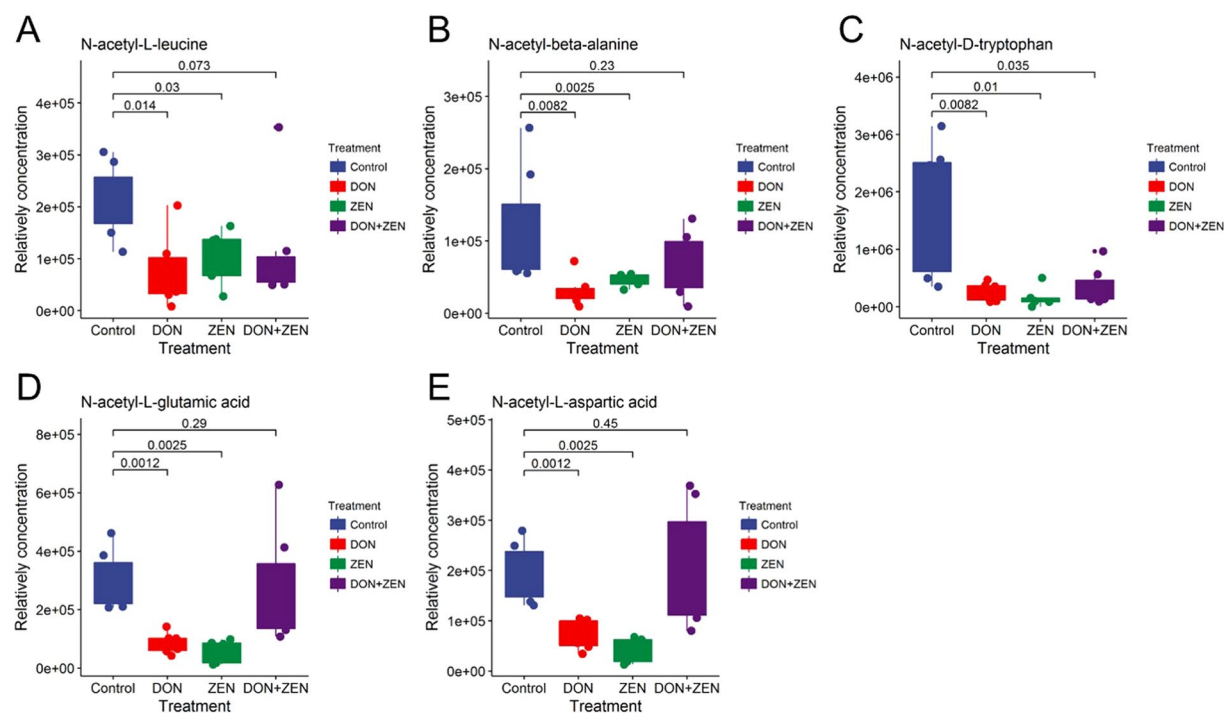 A
N-acetyl-L-leucine
Relatively concentration
4e+05
3e+05
2e+05
1e+05
0e+00
0.073
0.03
0.014
Control
DON
ZEN
DON+ZEN
Treatment
Treatment
Control
DON
ZEN
DON+ZEN
B
N-acetyl-beta-alanine
Relatively concentration
3e+05
2e+05
1e+05
0e+00
0.23
0.0025
0.0082
Control
DON
ZEN
DON+ZEN
Treatment
Treatment
Control
DON
ZEN
DON+ZEN
C
N-acetyl-D-tryptophan
Relatively concentration
4e+06
3e+06
2e+06
1e+06
0e+00
0.035
0.01
0.0082
Control
DON
ZEN
DON+ZEN
Treatment
Treatment
Control
DON
ZEN
DON+ZEN
D
N-acetyl-L-glutamic acid
Relatively concentration
8e+05
6e+05
4e+05
2e+05
0e+00
0.29
0.0025
0.0012
Control
DON
ZEN
DON+ZEN
Treatment
Treatment
Control
DON
ZEN
DON+ZEN
E
N-acetyl-L-aspartic acid
Relatively concentration
5e+05
4e+05
3e+05
2e+05
1e+05
0e+00
0.45
0.0025
0.0012
Control
DON
ZEN
DON+ZEN
Treatment
Treatment
Control
DON
ZEN
DON+ZEN